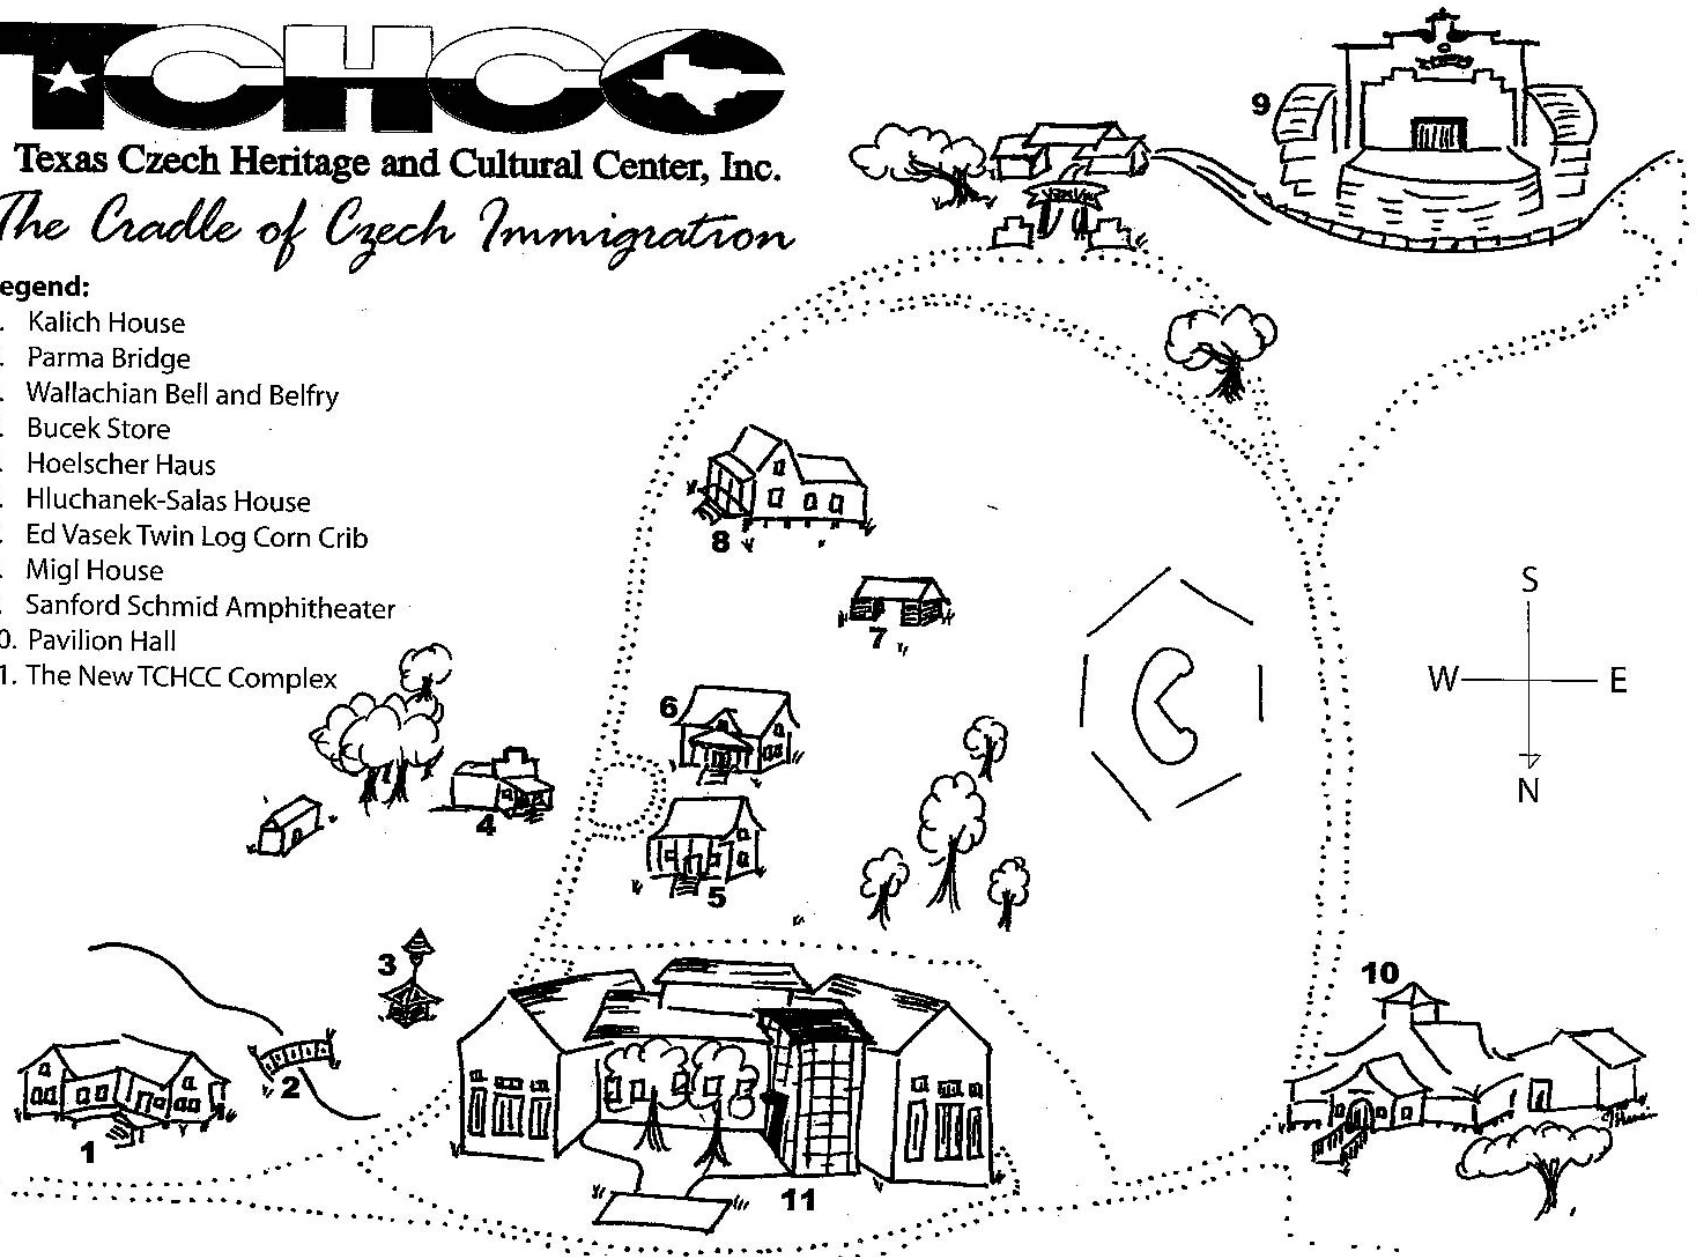 TCHCC
Texas Czech Heritage and Cultural Center, Inc.
The Cradle of Czech Immigration
egend:
. Kalich House
. Parma Bridge
. Wallachian Bell and Belfry
. Bucek Store
. Hoelscher Haus
. Hluchanek-Salas House
. Ed Vasek Twin Log Corn Crib
. Migl House
. Sanford Schmid Amphitheater
0. Pavilion Hall
1. The New TCHCC Complex
9
8
7
6
4
5
3
2
1
11
10
S
W E
N